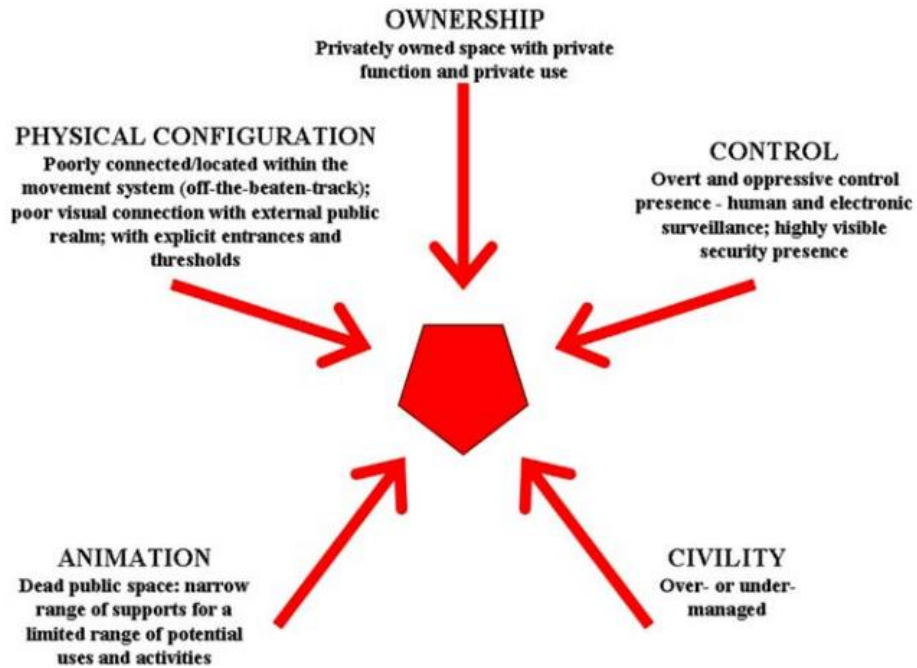 OWNERSHIP
Privately owned space with private
function and private use
PHYSICAL CONFIGURATION
Poorly connected/located within the
movement system (off-the-beaten-track);
poor visual connection with external public
realm; with explicit entrances and
thresholds
CONTROL
Overt and oppressive control
presence - human and electronic
surveillance; highly visible
security presence
ANIMATION
Dead public space: narrow
range of supports for a
limited range of potential
uses and activities
CIVILITY
Over- or under-
managed